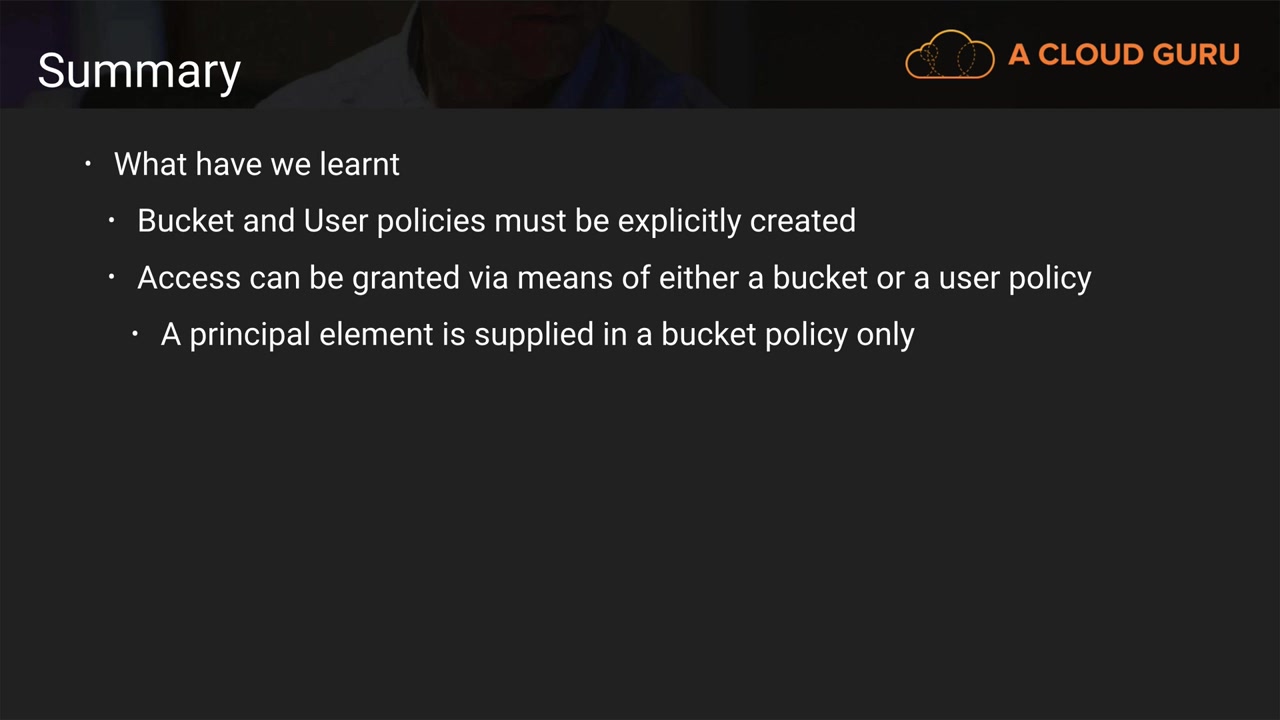 Summary
A CLOUD GURU
• What have we learnt
• Bucket and User policies must be explicitly created
• Access can be granted via means of either a bucket or a user policy
• A principal element is supplied in a bucket policy only